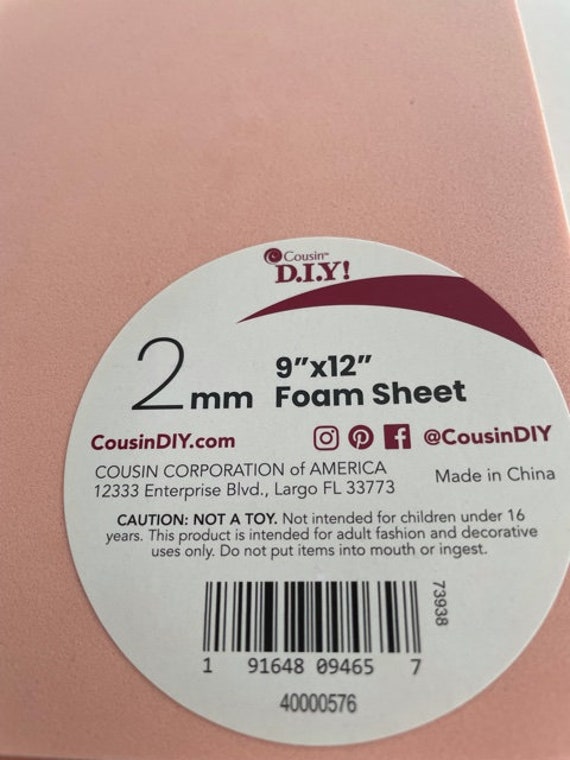 Cousin™
D.I.Y!
2mm
9”x12”
Foam Sheet
CousinDIY.com
@CousinDIY
COUSIN CORPORATION of AMERICA
12333 Enterprise Blvd., Largo FL 33773
Made in China
CAUTION: NOT A TOY. Not intended for children under 16
years. This product is intended for adult fashion and decorative
uses only. Do not put items into mouth or ingest.
73938
1 91648 09465 7
40000576